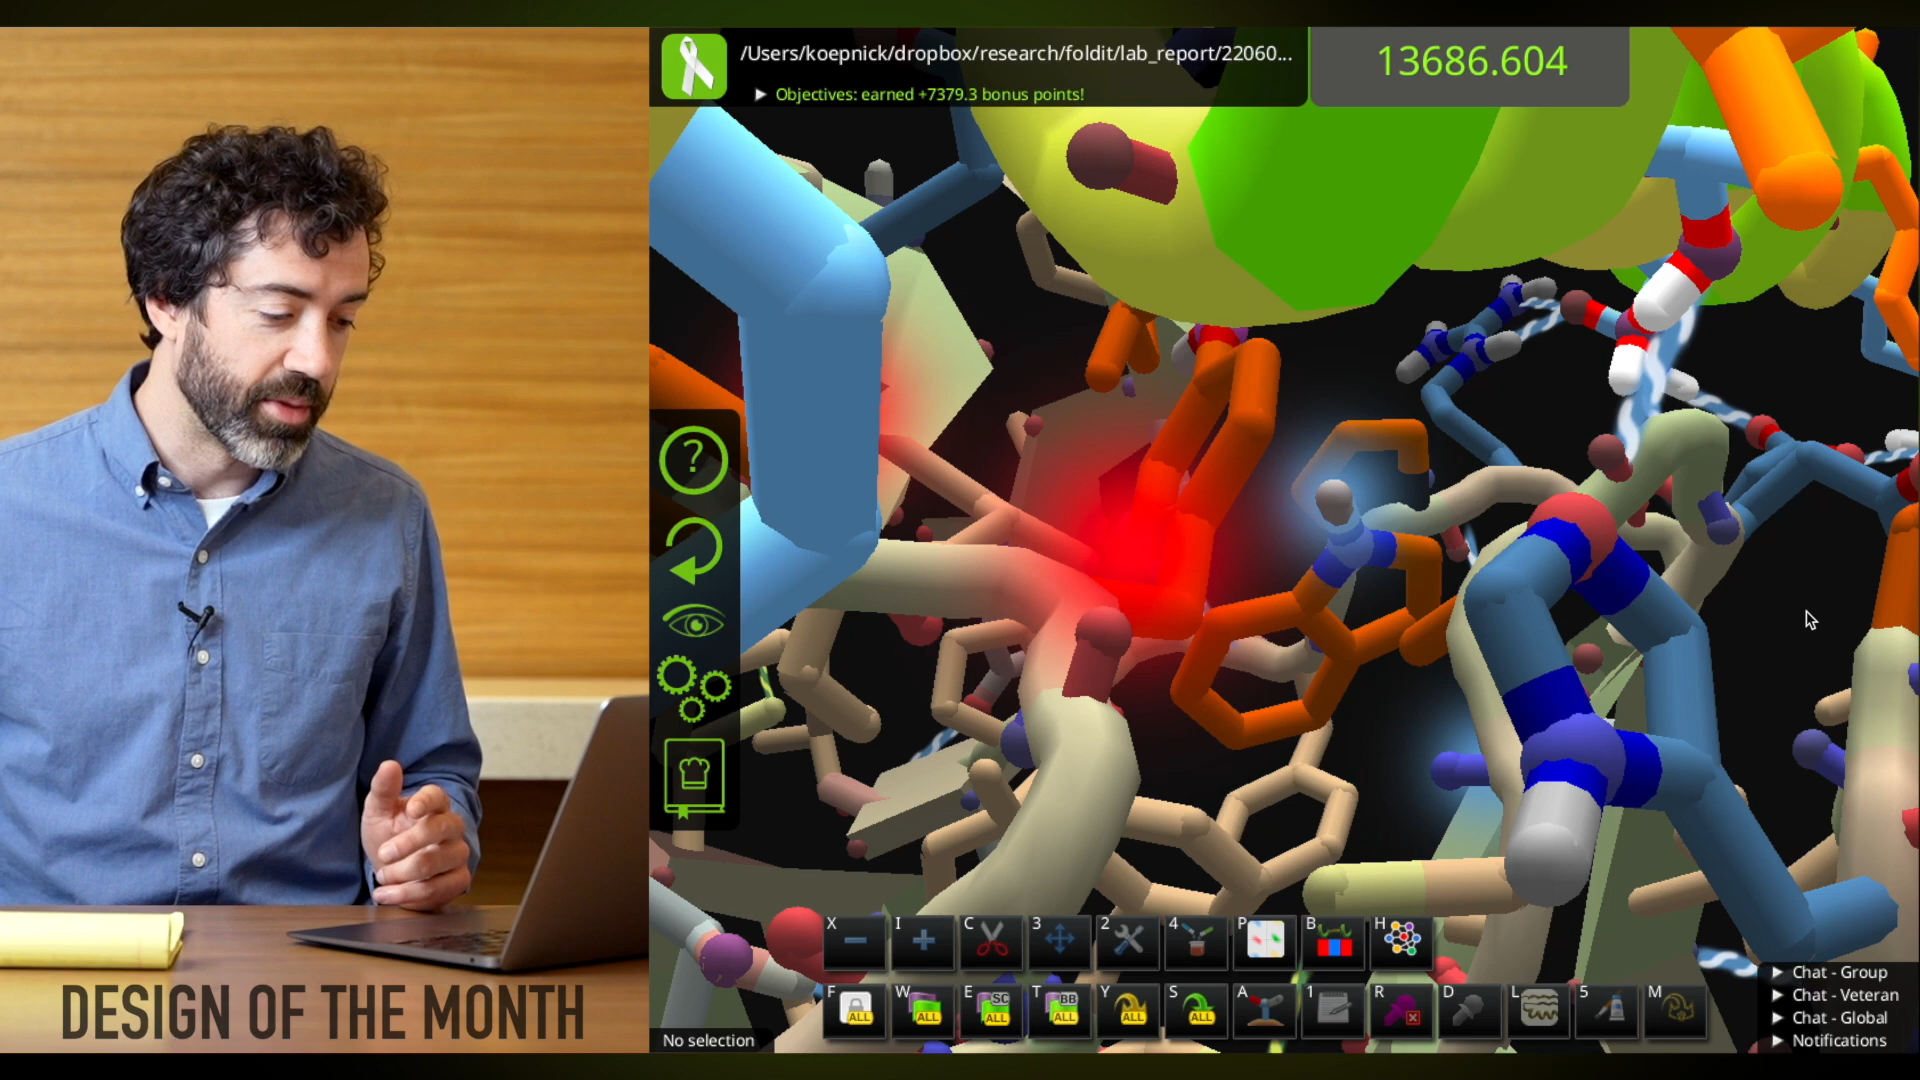 /Users/koepnick/dropbox/research/foldit/lab_report/22060...
13686.604
Objectives: earned +7379.3 bonus points!
?
X I C 3 2 4 P B H
F W E T Y S A 1 R D L 5 M
ALL ALL SC ALL BB ALL ALL ALL
No selection
Chat - Group
Chat - Veteran
Chat - Global
Notifications
DESIGN OF THE MONTH